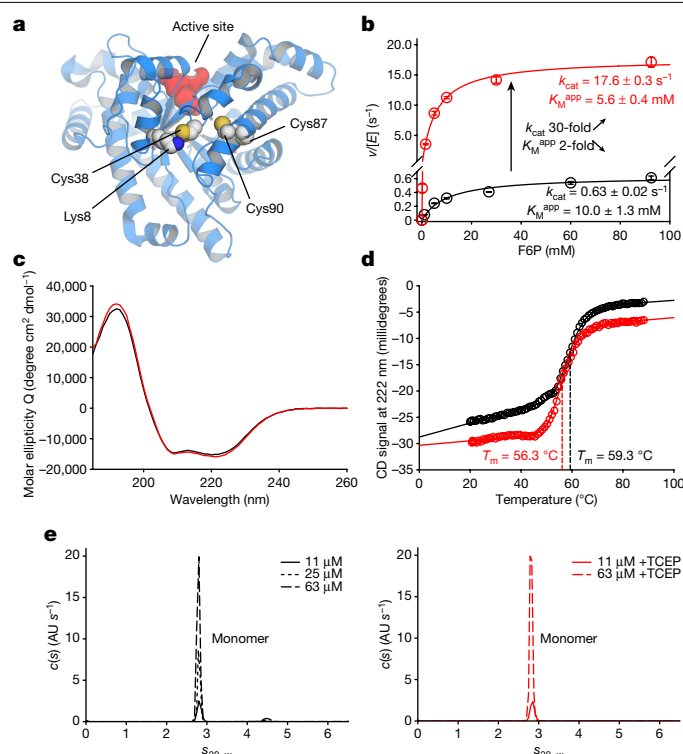 a
Active site
Cys87
Cys38
Lys8
Cys90
b
v/[E] (s⁻¹)
20.0
15.0
10.0
5.0
0.6
0.4
0.2
0
kcat = 17.6 ± 0.3 s⁻¹
KMapp = 5.6 ± 0.4 mM
kcat 30-fold ↗
KMapp 2-fold ↘
kcat = 0.63 ± 0.02 s⁻¹
KMapp = 10.0 ± 1.3 mM
0 20 40 60 80 100
F6P (mM)
c
Molar ellipticity Q (degree cm² dmol⁻¹)
40,000
30,000
20,000
10,000
0
−10,000
−20,000
200 220 240 260
Wavelength (nm)
d
CD signal at 222 nm (millidegrees)
0
−5
−10
−15
−20
−25
−30
−35
Tm = 56.3 °C
Tm = 59.3 °C
0 20 40 60 80 100
Temperature (°C)
e
c(s) (AU s⁻¹)
20
15
10
5
0
11 μM
25 μM
63 μM
Monomer
0 1 2 3 4 5 6
c(s) (AU s⁻¹)
20
15
10
5
0
11 μM +TCEP
63 μM +TCEP
Monomer
0 1 2 3 4 5 6